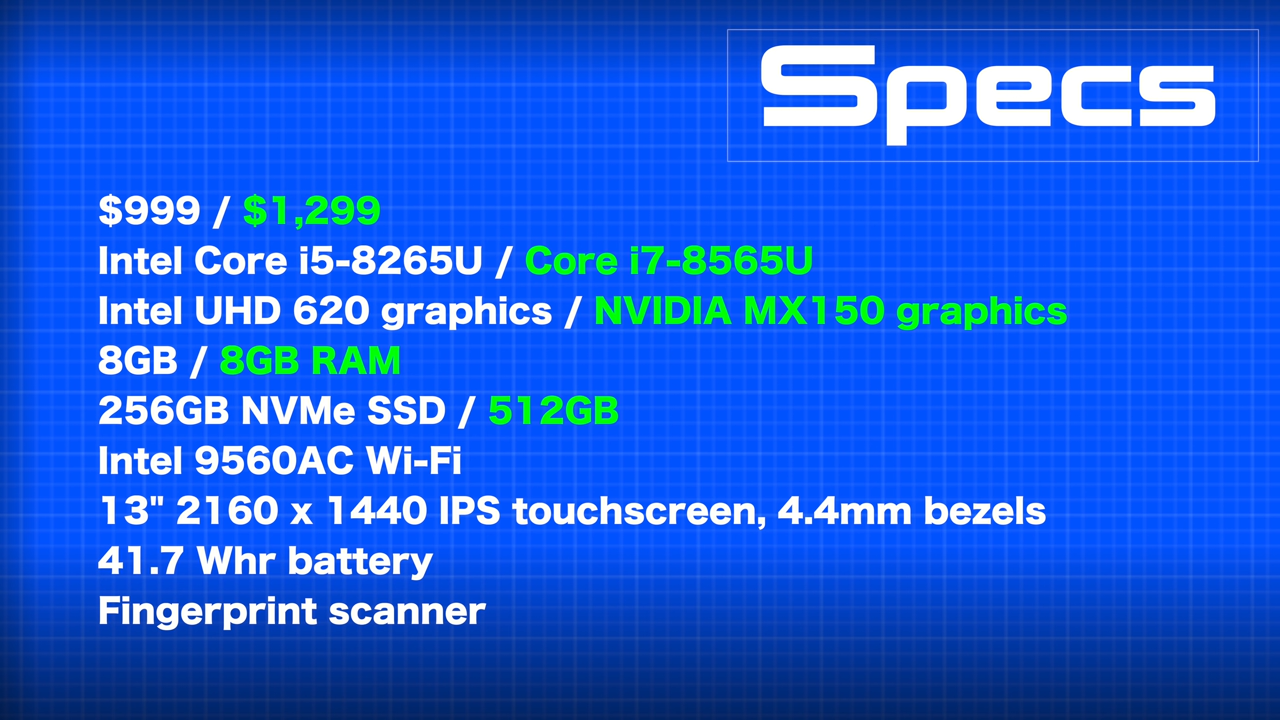 Specs
$999 / $1,299
Intel Core i5-8265U / Core i7-8565U
Intel UHD 620 graphics / NVIDIA MX150 graphics
8GB / 8GB RAM
256GB NVMe SSD / 512GB
Intel 9560AC Wi-Fi
13" 2160 x 1440 IPS touchscreen, 4.4mm bezels
41.7 Whr battery
Fingerprint scanner